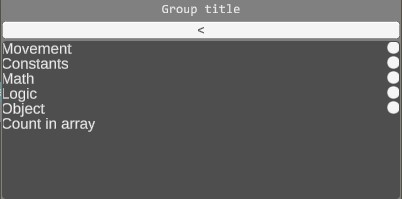 Group title
<
Movement
Constants
Math
Logic
Object
Count in array